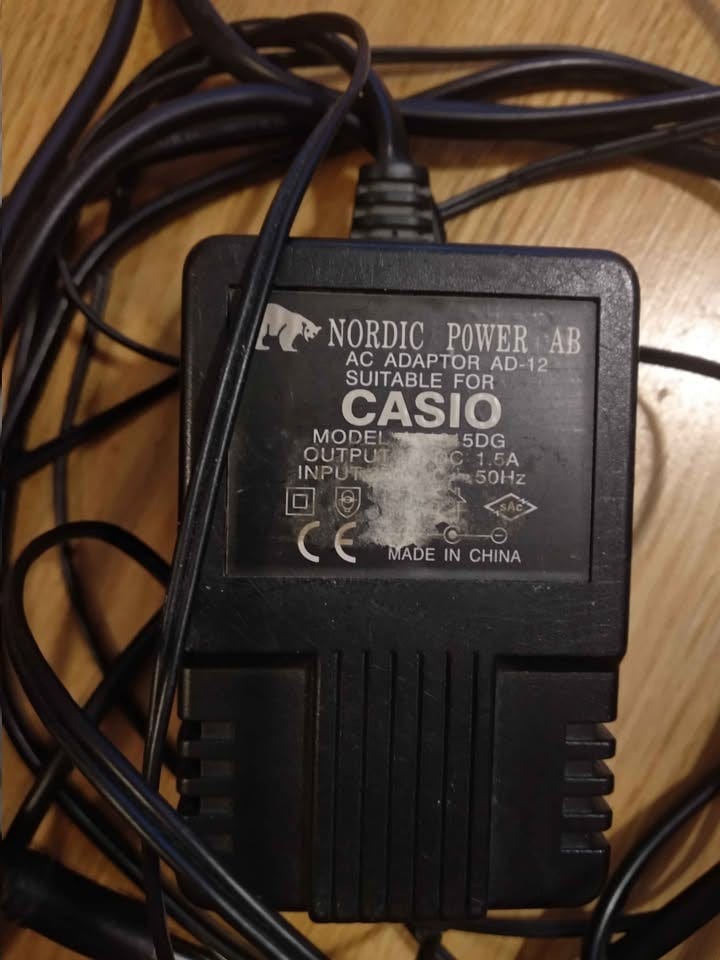 NORDIC POWER AB
AC ADAPTOR AD-12
SUITABLE FOR
CASIO
MODEL 5DG
OUTPUT C 1.5A
INPUT 50Hz
SAC
CE
MADE IN CHINA